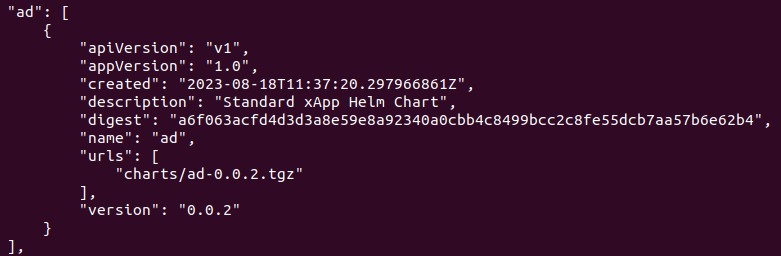 "ad": [
    {
        "apiVersion": "v1",
        "appVersion": "1.0",
        "created": "2023-08-18T11:37:20.297966861Z",
        "description": "Standard xApp Helm Chart",
        "digest": "a6f063acfd4d3d3a8e59e8a92340a0cbb4c8499bcc2c8fe55dcb7aa57b6e62b4",
        "name": "ad",
        "urls": [
            "charts/ad-0.0.2.tgz"
        ],
        "version": "0.0.2"
    }
],